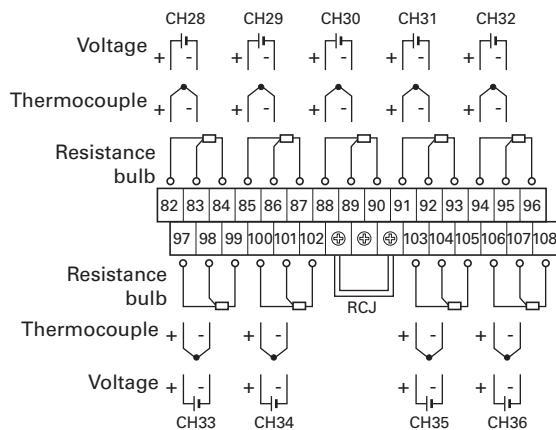 CH28 CH29 CH30 CH31 CH32
Voltage + - + - + - + - + -
Thermocouple + - + - + - + - + -
Resistance
bulb
82 83 84 85 86 87 88 89 90 91 92 93 94 95 96
97 98 99 100 101 102 103 104 105 106 107 108
Resistance
bulb
RCJ
Thermocouple + - + - + - + -
Voltage + - + - + - + -
CH33 CH34 CH35 CH36